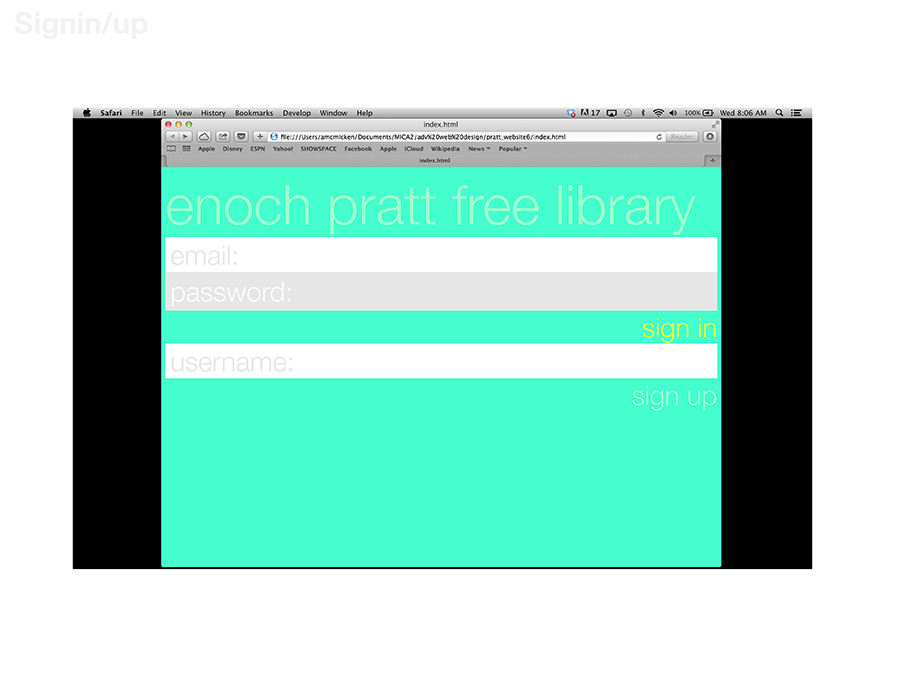 Signin/up
Safari File Edit View History Bookmarks Develop Window Help 17 100% Wed 8:06 AM
index.html
file:///Users/amcmicken/Documents/MICA2/adv%20web%20design/pratt_website6/index.html Reader
Apple Disney ESPN Yahoo! SHOWSPACE Facebook Apple iCloud Wikipedia News Popular
index.html
enoch pratt free library
email:
password:
sign in
username:
sign up